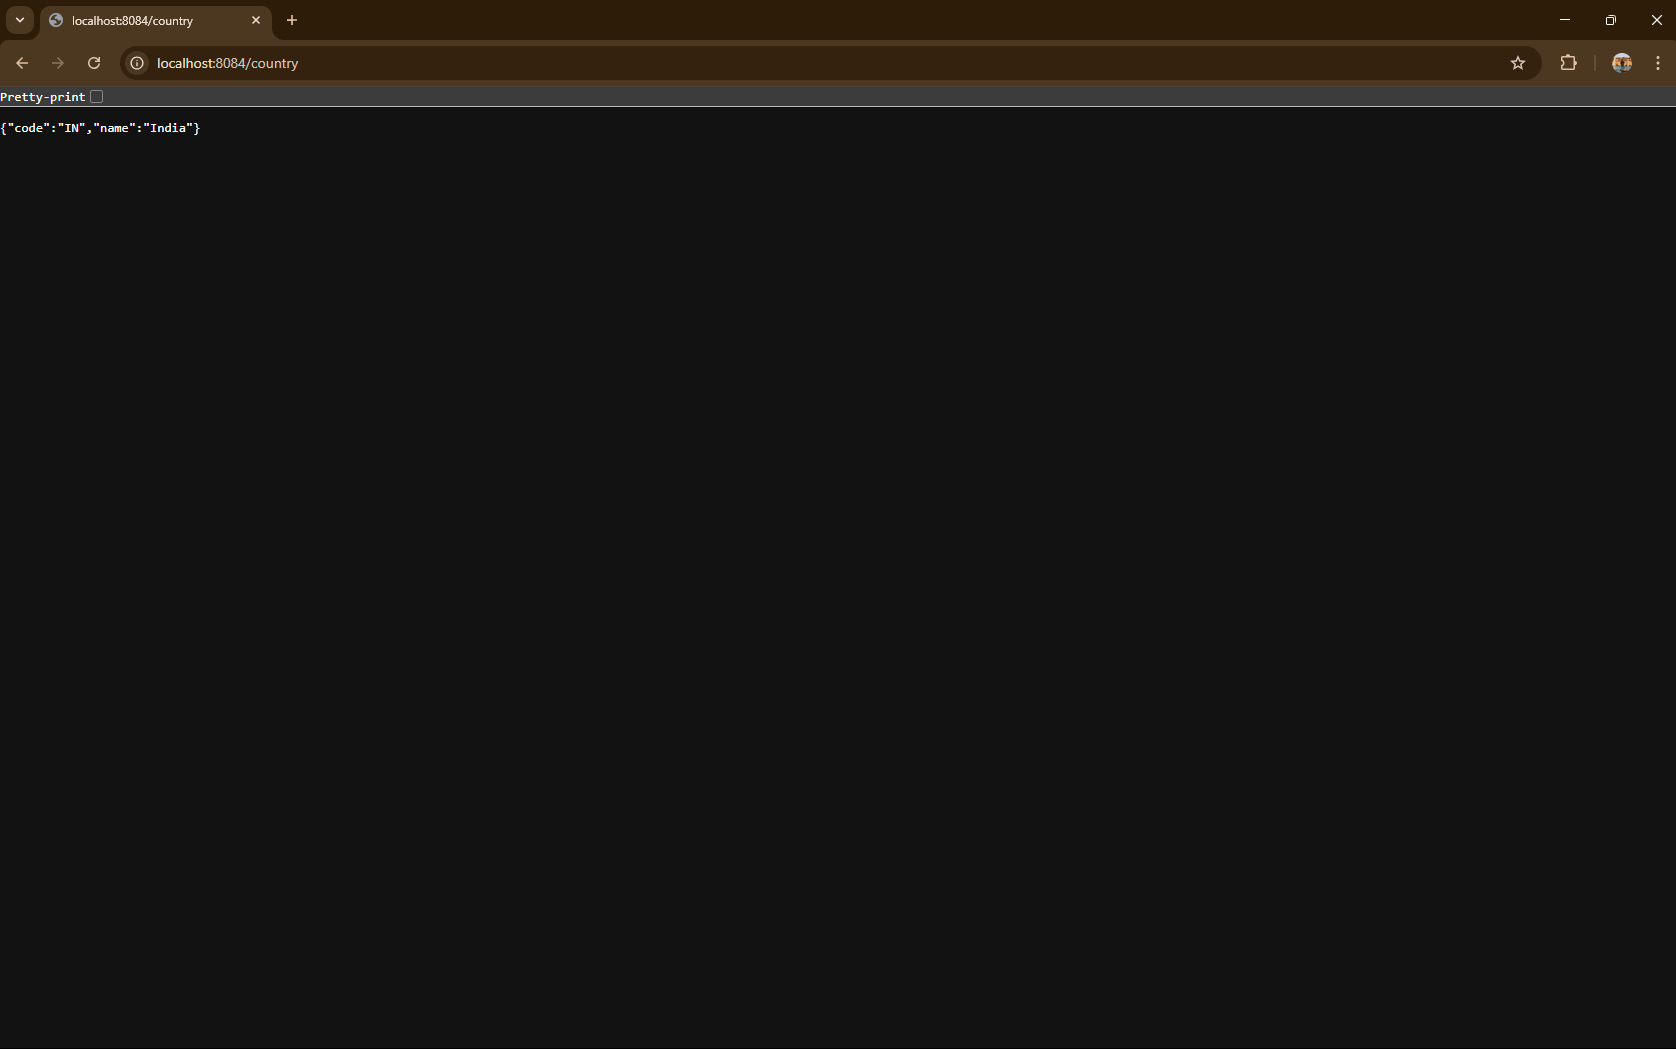 localhost:8084/country
localhost:8084/country
Pretty-print
{"code":"IN","name":"India"}